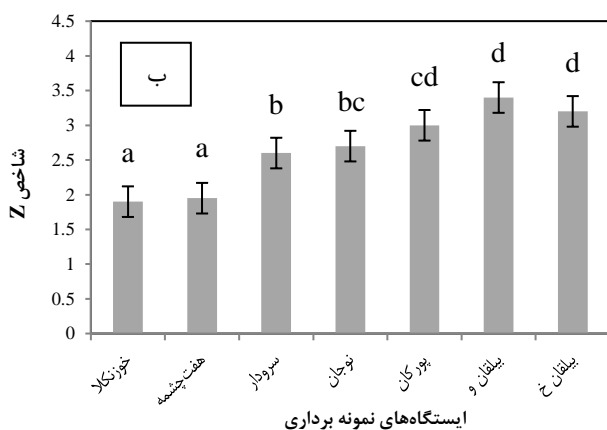 ب
شاخص Z
4.5
4
3.5
3
2.5
2
1.5
1
0.5
0
a
a
b
bc
cd
d
d
خوزنکلا
هفت‌چشمه
سرودار
نوجان
پورکان
بیلقان و
بیلقان خ
ایستگاه‌های نمونه برداری